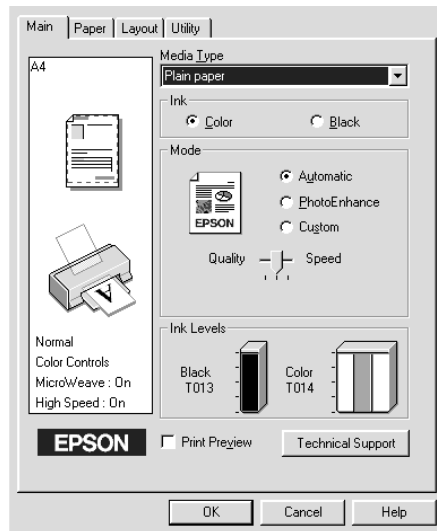 Main Paper Layout Utility
A4
Media Type
Plain paper
Ink
Color Black
Mode
EPSON
Automatic
PhotoEnhance
Custom
Quality Speed
Ink Levels
Black
T013
Color
T014
A
Normal
Color Controls
MicroWeave : On
High Speed : On
EPSON
Print Preview
Technical Support
OK Cancel Help